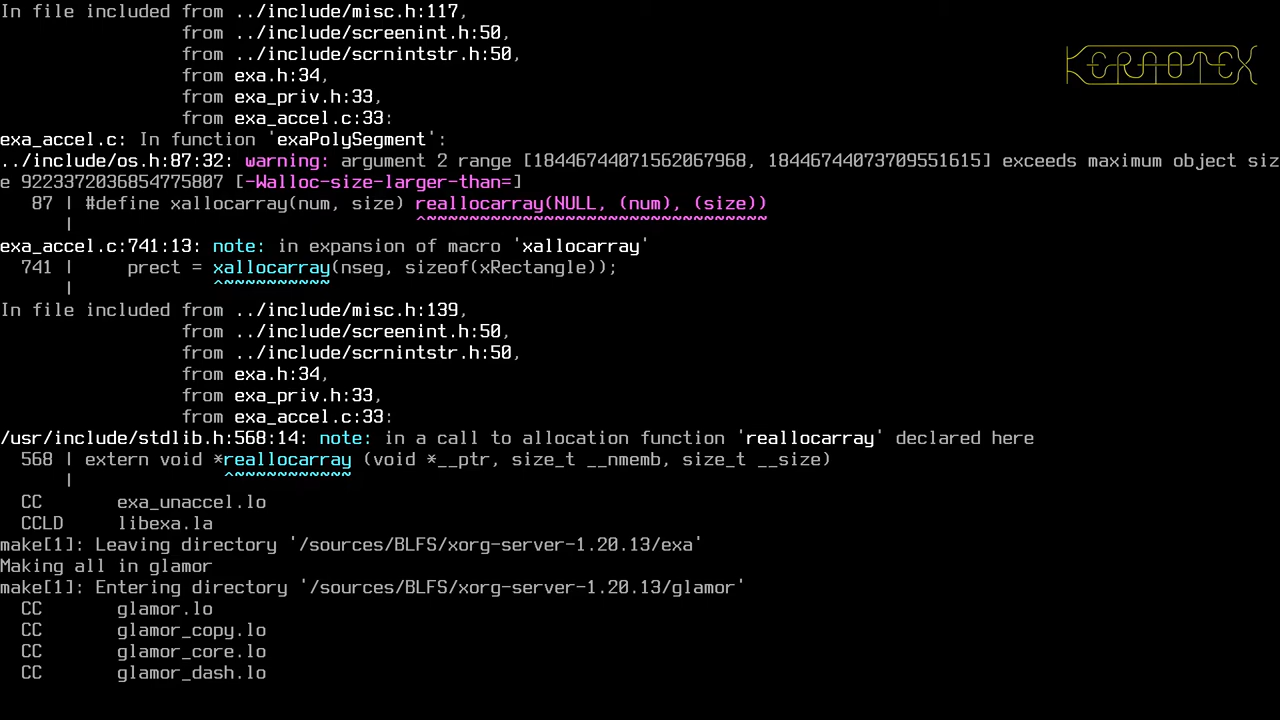 In file included from ../include/misc.h:117,
                 from ../include/screenint.h:50,
                 from ../include/scrnintstr.h:50,
                 from exa.h:34,
                 from exa_priv.h:33,
                 from exa_accel.c:33:
KERNOTEX
exa_accel.c: In function 'exaPolySegment':
../include/os.h:87:32: warning: argument 2 range [18446744071562067968, 18446744073709551615] exceeds maximum object siz
e 9223372036854775807 [-Walloc-size-larger-than=]
   87 | #define xallocarray(num, size) reallocarray(NULL, (num), (size))
      |                                ^~~~~~~~~~~~~~~~~~~~~~~~~~~~~~~~~
exa_accel.c:741:13: note: in expansion of macro 'xallocarray'
  741 |     prect = xallocarray(nseg, sizeof(xRectangle));
      |             ^~~~~~~~~~~
In file included from ../include/misc.h:139,
                 from ../include/screenint.h:50,
                 from ../include/scrnintstr.h:50,
                 from exa.h:34,
                 from exa_priv.h:33,
                 from exa_accel.c:33:
/usr/include/stdlib.h:568:14: note: in a call to allocation function 'reallocarray' declared here
  568 | extern void *reallocarray (void *__ptr, size_t __nmemb, size_t __size)
      |              ^~~~~~~~~~~~
  CC       exa_unaccel.lo
  CCLD     libexa.la
make[1]: Leaving directory '/sources/BLFS/xorg-server-1.20.13/exa'
Making all in glamor
make[1]: Entering directory '/sources/BLFS/xorg-server-1.20.13/glamor'
  CC       glamor.lo
  CC       glamor_copy.lo
  CC       glamor_core.lo
  CC       glamor_dash.lo